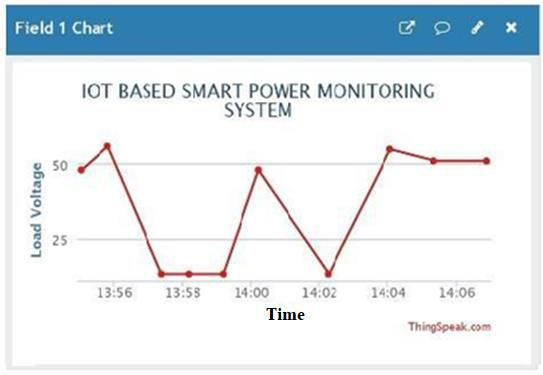 Field 1 Chart
IOT BASED SMART POWER MONITORING
SYSTEM
Load Voltage
50
25
13:56
13:58
14:00
14:02
14:04
14:06
Time
ThingSpeak.com